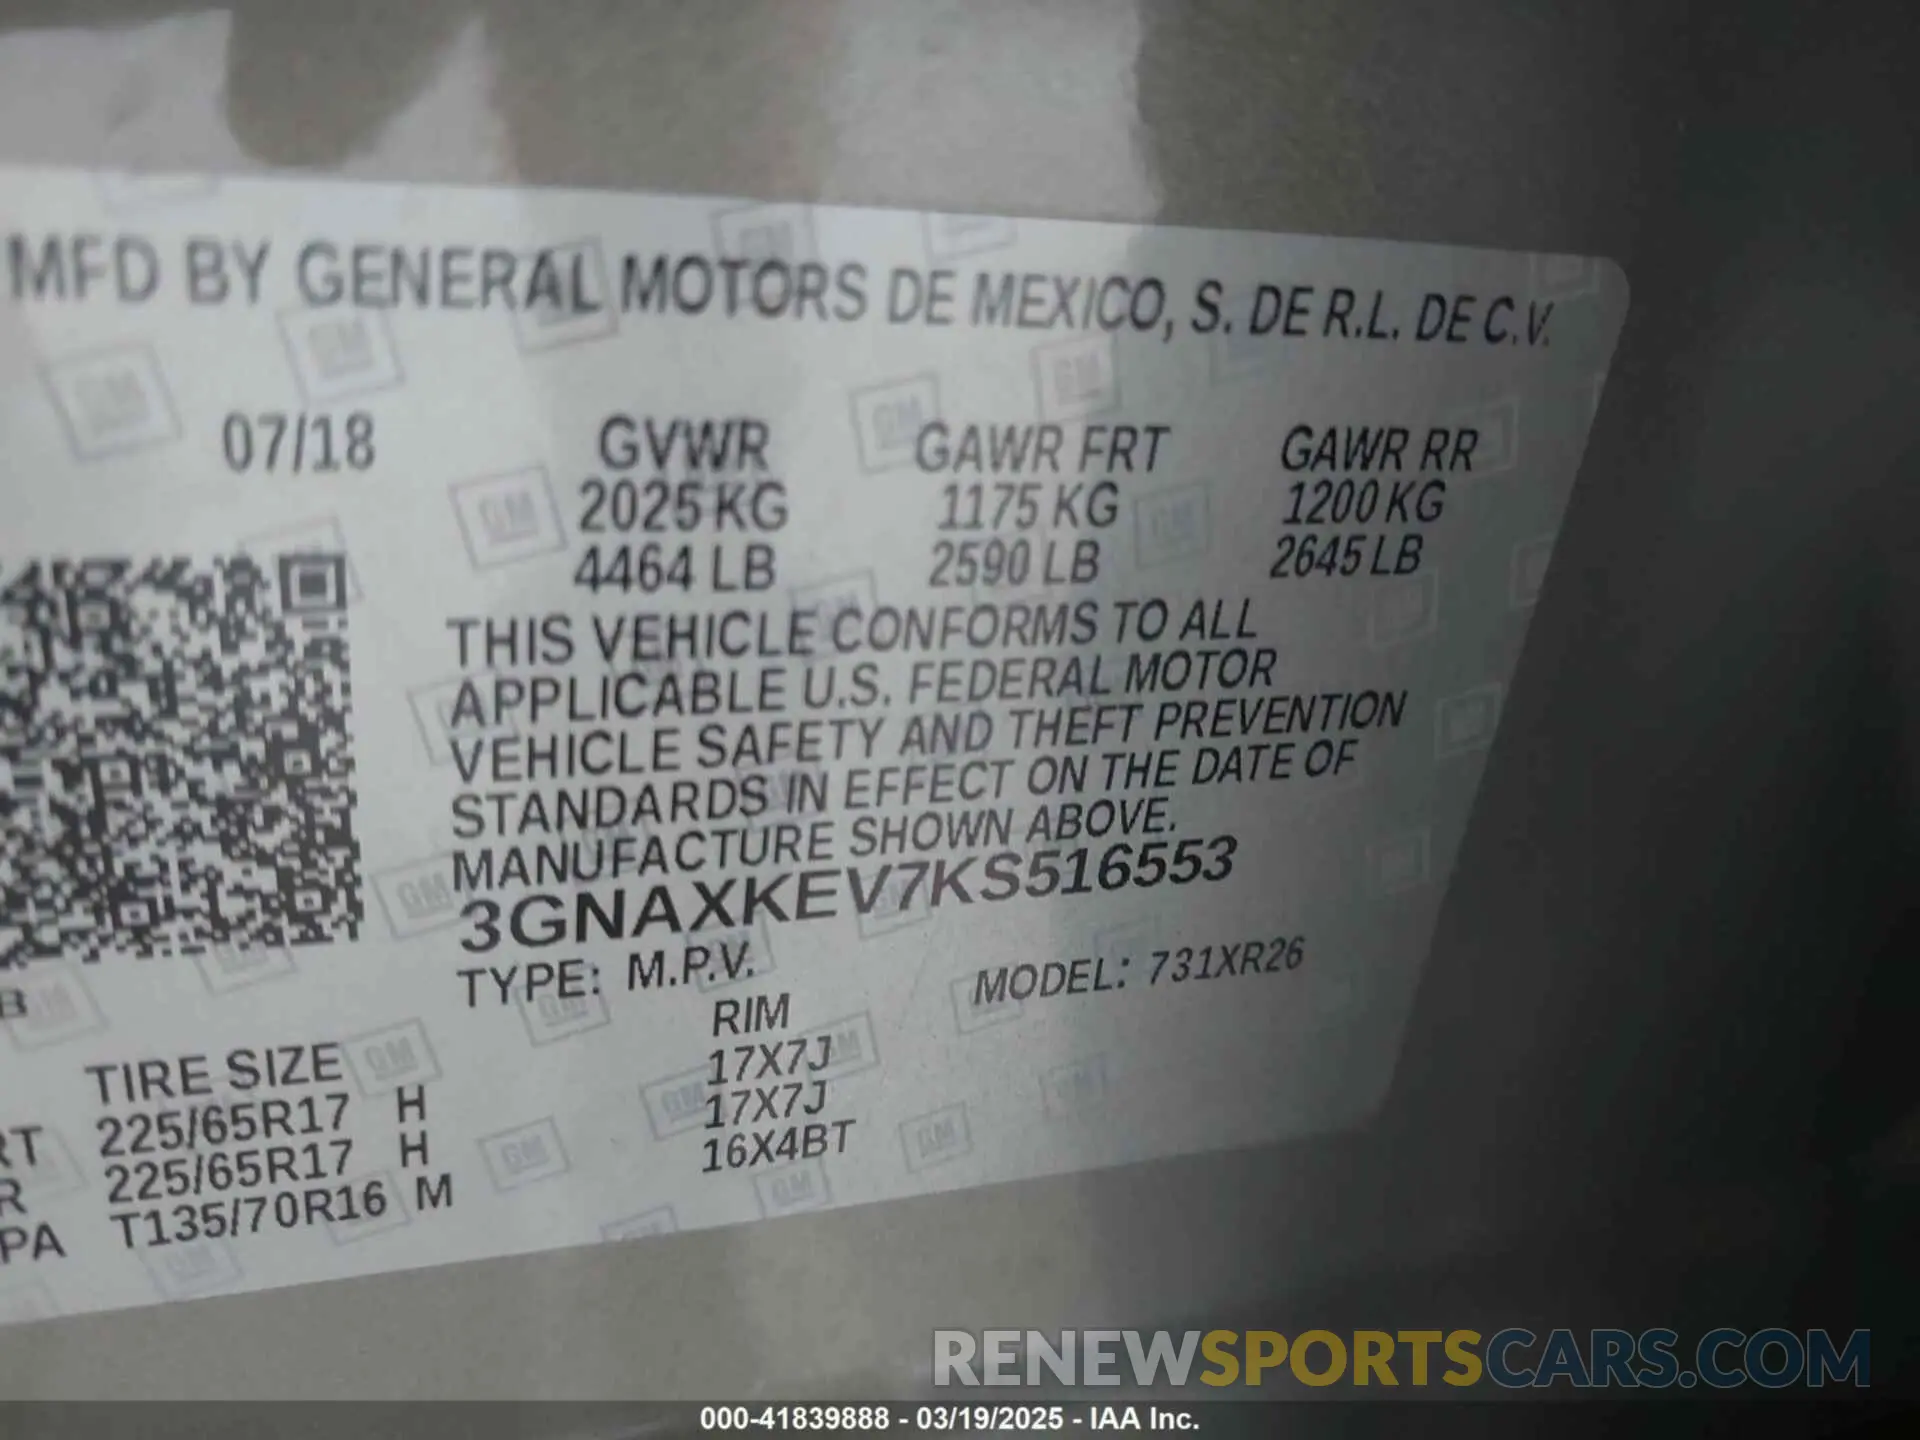 MFD BY GENERAL MOTORS DE MEXICO, S. DE R.L. DE C.V.
07/18 GVWR GAWR FRT GAWR RR
2025 KG 1175 KG 1200 KG
4464 LB 2590 LB 2645 LB
THIS VEHICLE CONFORMS TO ALL
APPLICABLE U.S. FEDERAL MOTOR
VEHICLE SAFETY AND THEFT PREVENTION
STANDARDS IN EFFECT ON THE DATE OF
MANUFACTURE SHOWN ABOVE.
3GNAXKEV7KS516553
TYPE: M.P.V. MODEL: 731XR26
B
TIRE SIZE RIM
RT 225/65R17 H 17X7J
R 225/65R17 H 17X7J
PA T135/70R16 M 16X4BT
RENEWSPORTSCARS.COM
000-41839888 - 03/19/2025 - IAA Inc.